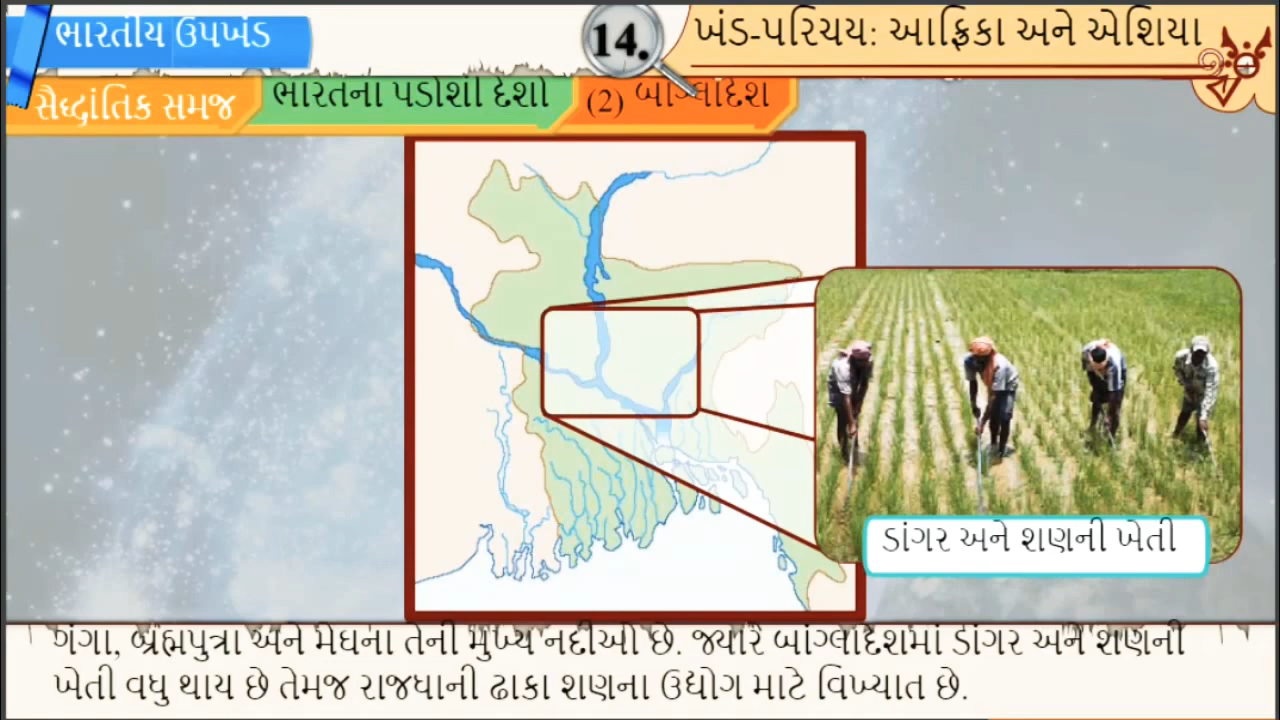 ભારતીય ઉપખંડ
14.
ખંડ-પરિચય: આફ્રિકા અને એશિયા
સૈદ્ધાંતિક સમજ
ભારતના પડોશી દેશો
(2) બાંગ્લાદેશ
ડાંગર અને શણની ખેતી
ગંગા, બ્રહ્મપુત્રા અને મેઘના તેની મુખ્ય નદીઓ છે. જ્યારે બાંગ્લાદેશમાં ડાંગર અને શણની
ખેતી વધુ થાય છે તેમજ રાજધાની ઢાકા શણના ઉદ્યોગ માટે વિખ્યાત છે.